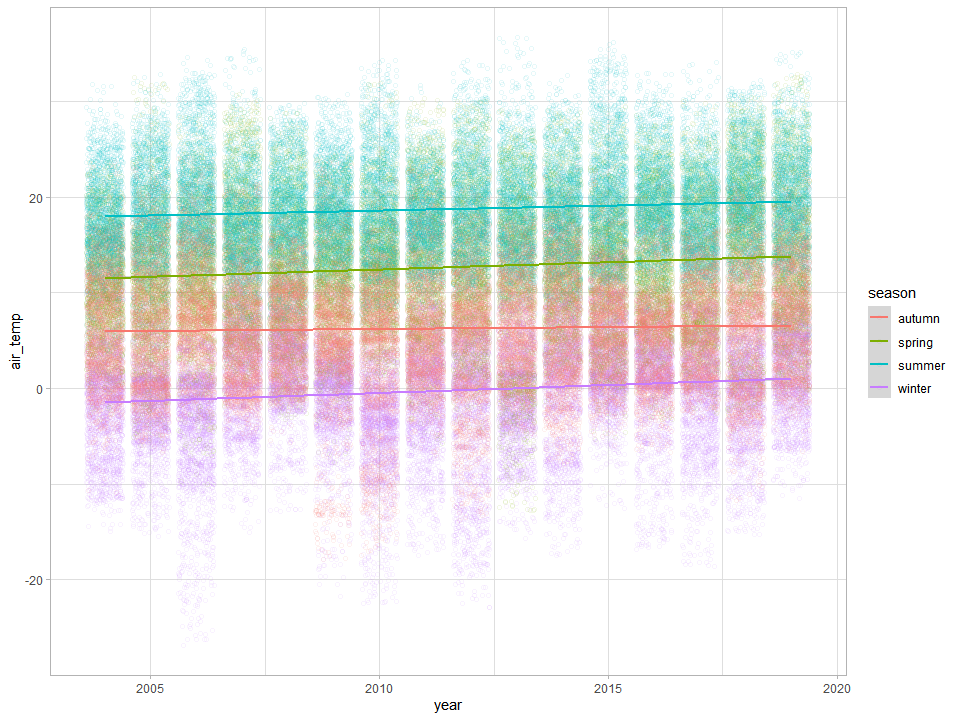 air_temp
20
0
-20
2005
2010
2015
2020
year
season
autumn
spring
summer
winter